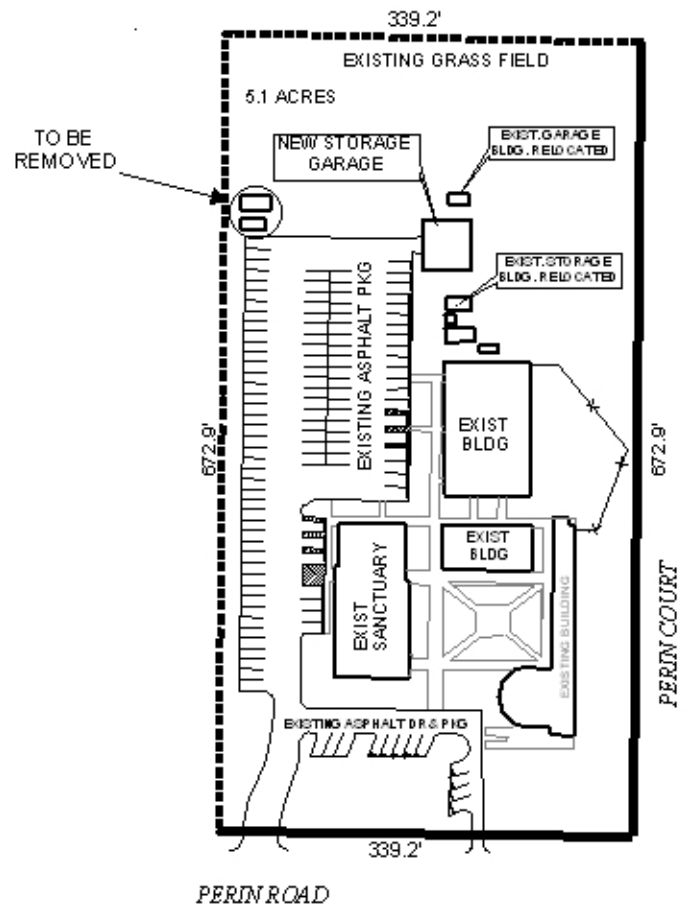 339.2'
EXISTING GRASS FIELD
5.1 ACRES
TO BE
REMOVED
NEW STORAGE
GARAGE
EXIST.GARAGE
BLDG. RELOCATED
EXIST.STORAGE
BLDG. RELOCATED
EXISTING ASPHALT PKG
EXIST
BLDG
672.9'
672.9'
EXIST
BLDG
EXIST
SANCTUARY
EXISTING BUILDING
PERIN COURT
EXISTING ASPHALT DR & PKG
339.2'
PERIN ROAD